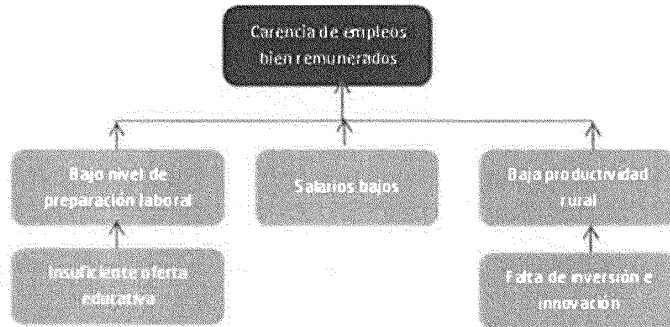 Carencia de empleos
bien remunerados
Bajo nivel de
preparación laboral
Salarios bajos
Baja productividad
rural
Insuficiente oferta
educativa
Falta de inversión e
innovación